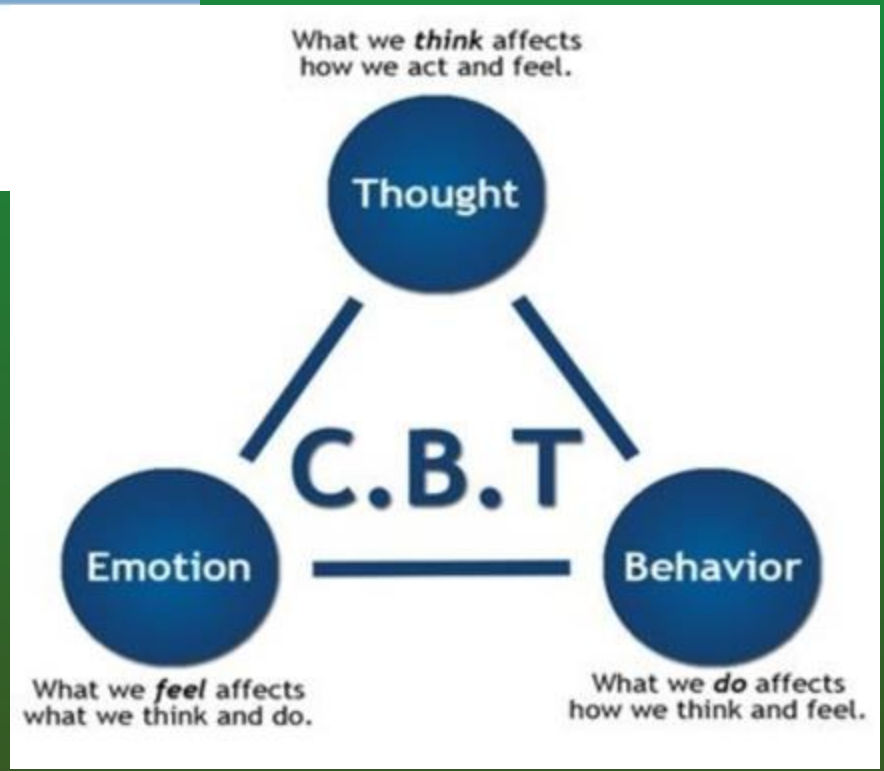 What we think affects
how we act and feel.
Thought
C.B.T
Emotion
Behavior
What we feel affects
what we think and do.
What we do affects
how we think and feel.